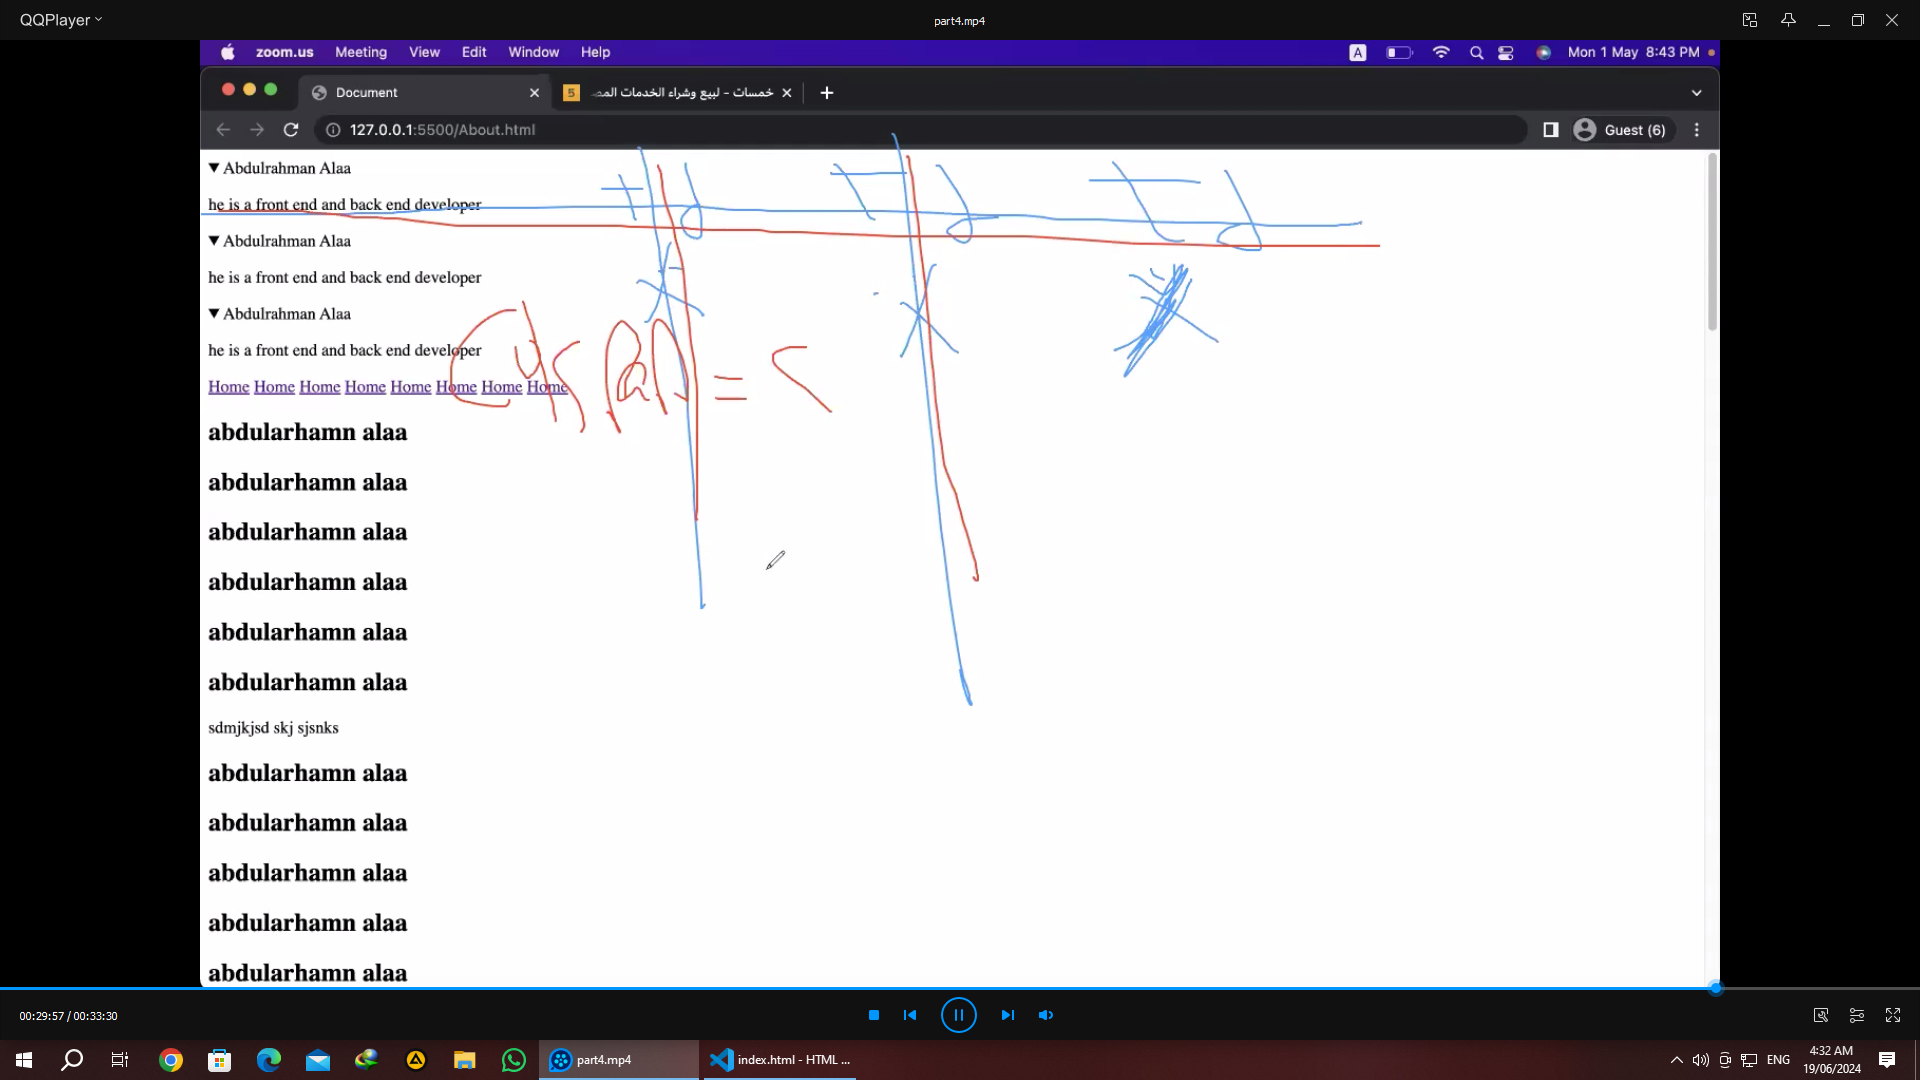 QQPlayer
part4.mp4
zoom.us Meeting View Edit Window Help
A
Mon 1 May 8:43 PM
Document
5
خمسات - لبيع وشراء الخدمات المص
127.0.0.1:5500/About.html
Guest (6)
▼ Abdulrahman Alaa
he is a front end and back end developer
▼ Abdulrahman Alaa
he is a front end and back end developer
▼ Abdulrahman Alaa
he is a front end and back end developer
Home Home Home Home Home Home Home Home
abdularhamn alaa
abdularhamn alaa
abdularhamn alaa
abdularhamn alaa
abdularhamn alaa
abdularhamn alaa
sdmjkjsd skj sjsnks
abdularhamn alaa
abdularhamn alaa
abdularhamn alaa
abdularhamn alaa
abdularhamn alaa
00:29:57 / 00:33:30
part4.mp4
index.html - HTML ...
ENG
4:32 AM
19/06/2024